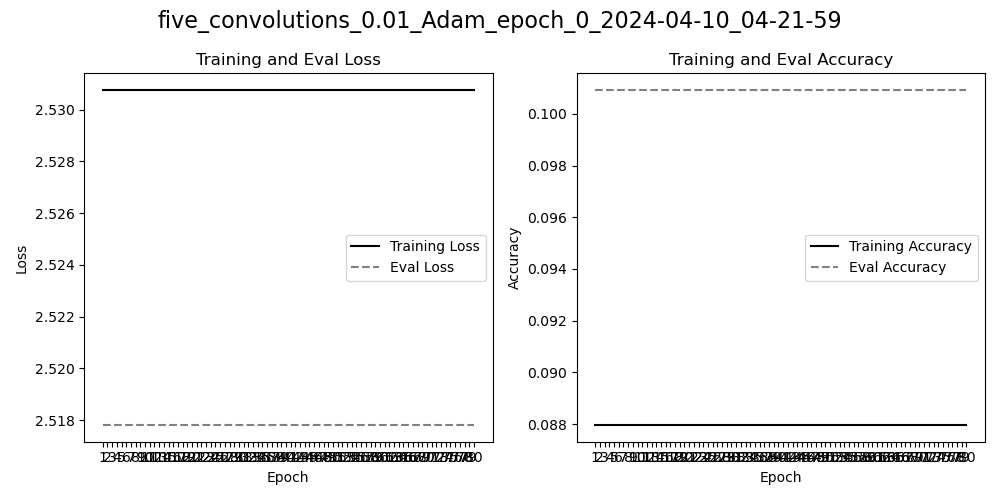 five_convolutions_0.01_Adam_epoch_0_2024-04-10_04-21-59
Training and Eval Loss
2.530
2.528
2.526
2.524
2.522
2.520
2.518
Loss
Training Loss
Eval Loss
Epoch
Training and Eval Accuracy
0.100
0.098
0.096
0.094
0.092
0.090
0.088
Accuracy
Training Accuracy
Eval Accuracy
Epoch